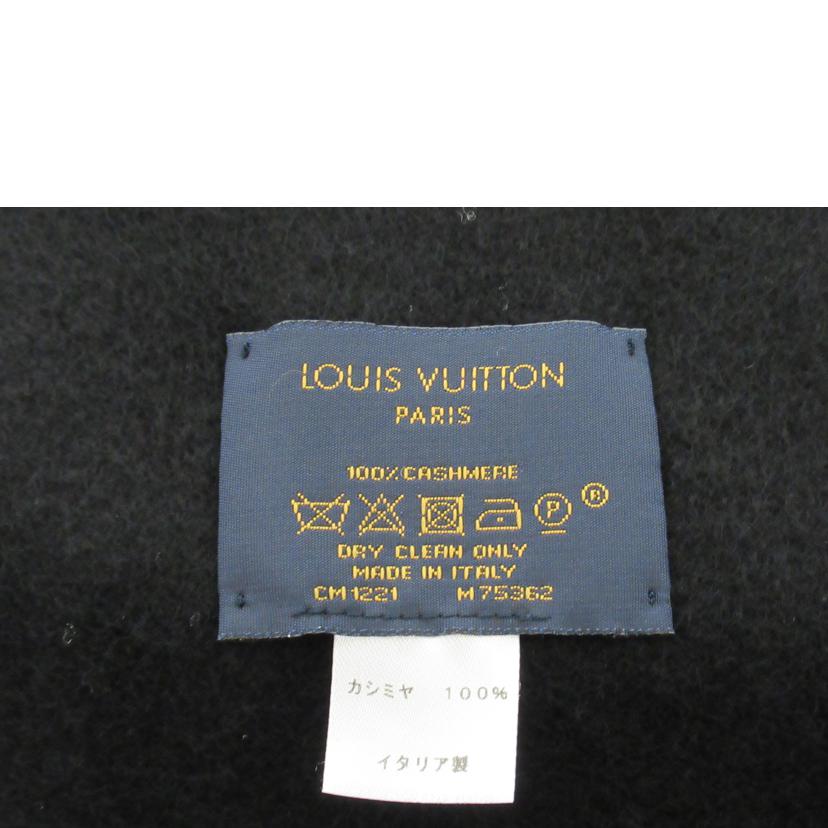 LOUIS VUITTON
PARIS
100% CASHMERE
P ®
DRY CLEAN ONLY
MADE IN ITALY
CM1221 M75362
カシミヤ 100%
イタリア製